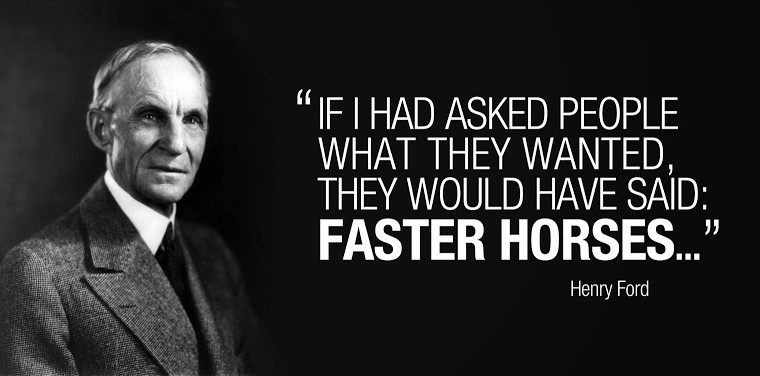 “IF I HAD ASKED PEOPLE
WHAT THEY WANTED,
THEY WOULD HAVE SAID:
FASTER HORSES...”
Henry Ford